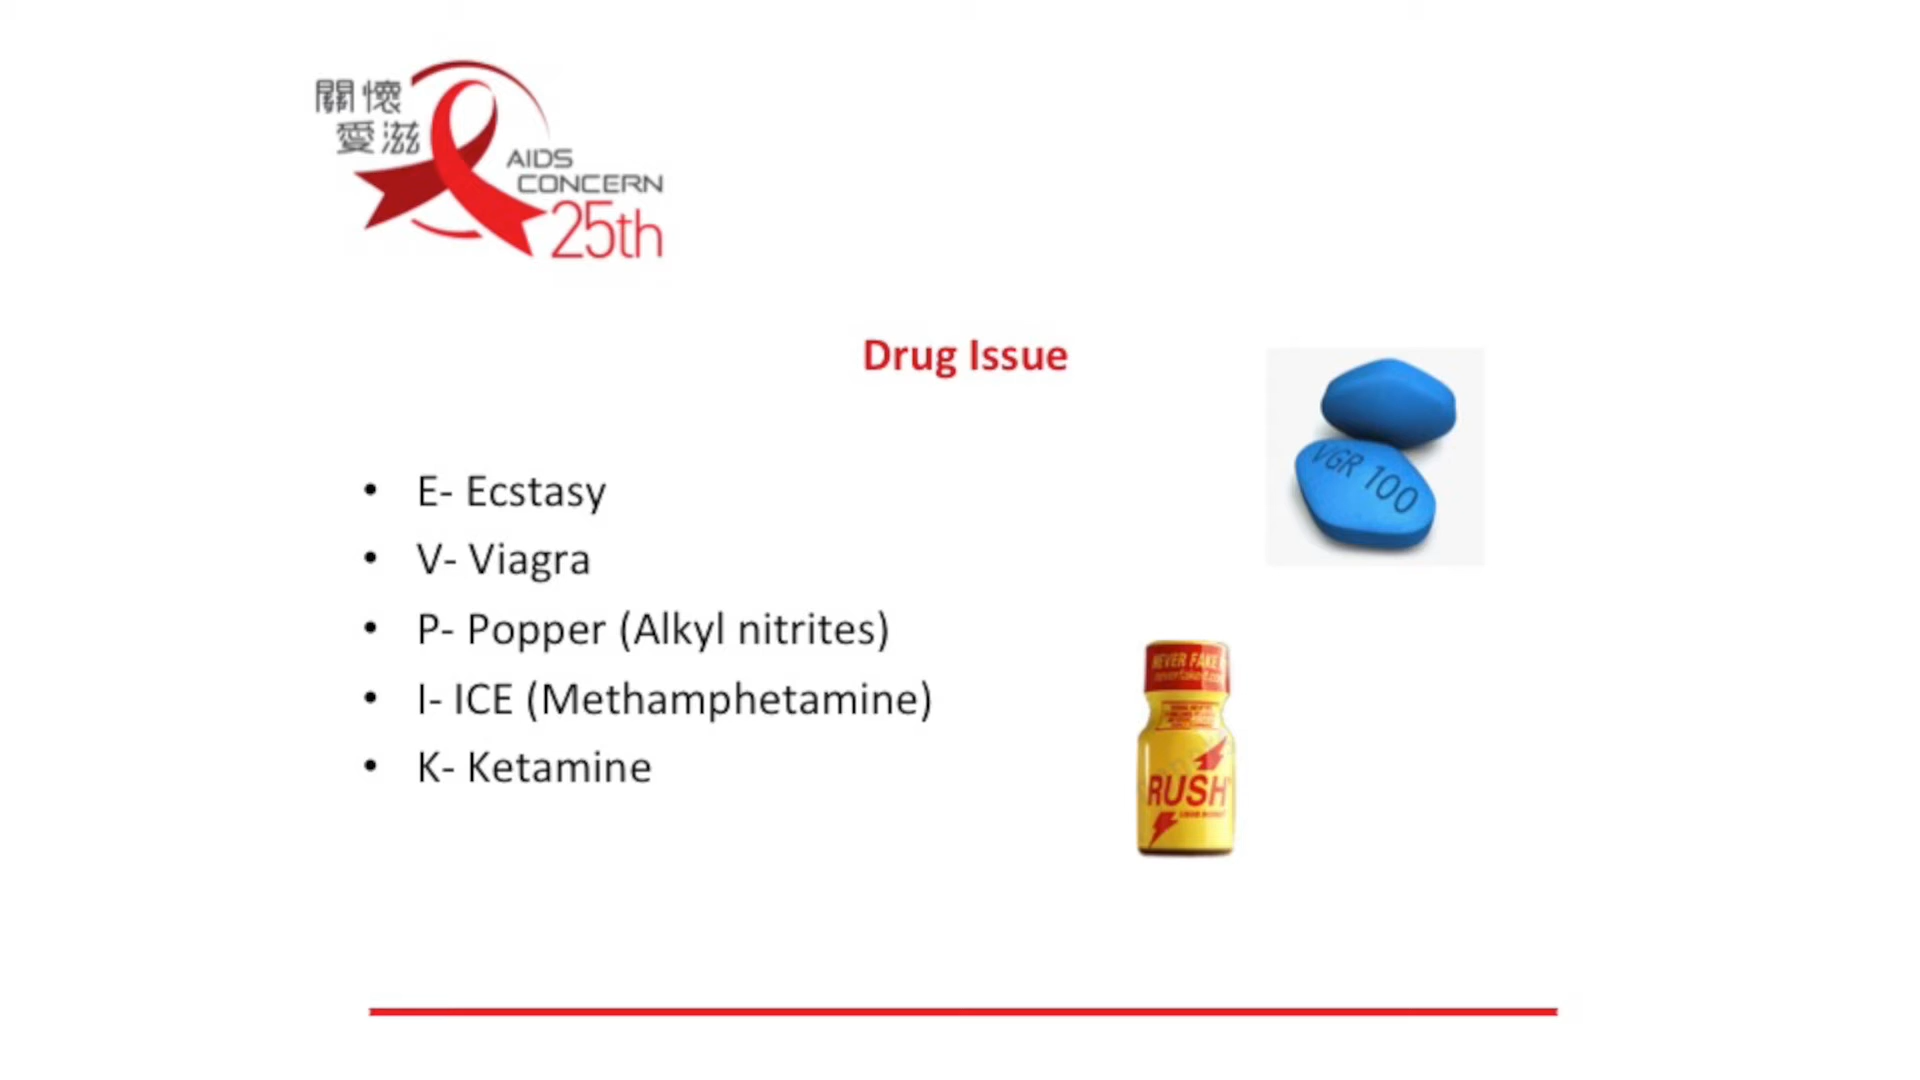 關懷
愛滋
AIDS
CONCERN
25th
Drug Issue
• E- Ecstasy
• V- Viagra
• P- Popper (Alkyl nitrites)
• I- ICE (Methamphetamine)
• K- Ketamine
VGR 100
NEVER FAKE
RUSH